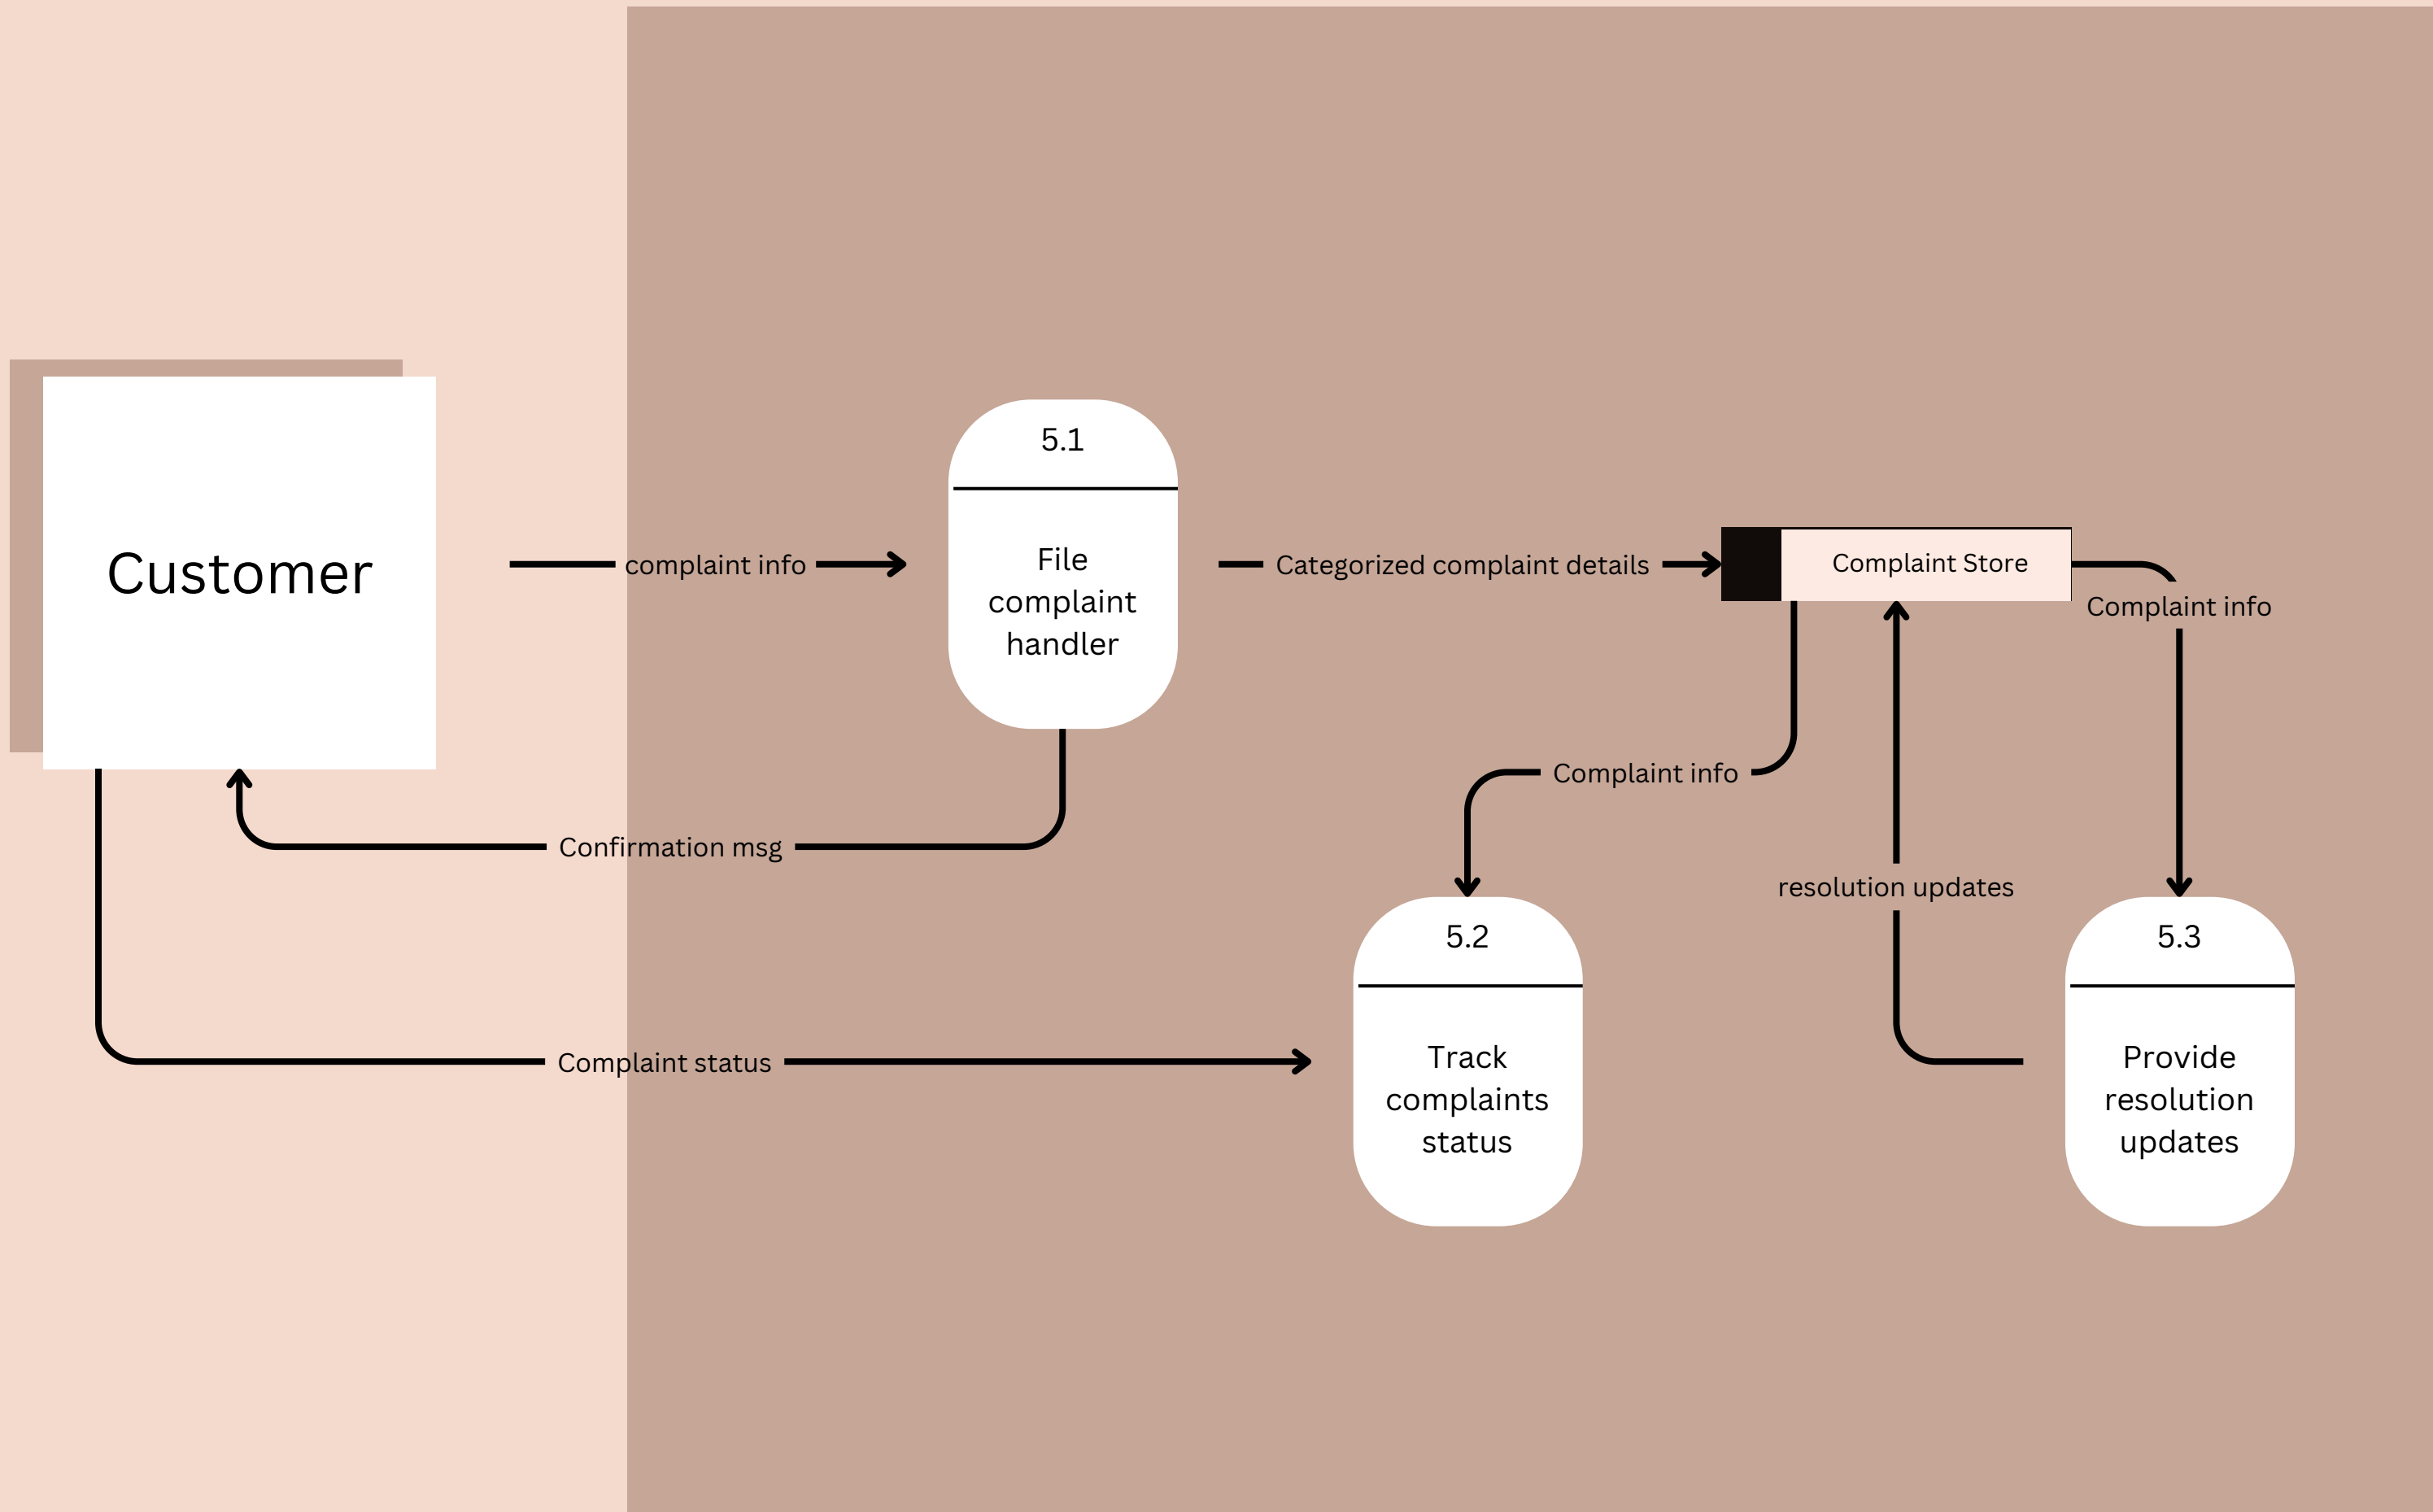 Customer
complaint info
5.1
File
complaint
handler
Categorized complaint details
Complaint Store
Complaint info
Complaint info
Confirmation msg
resolution updates
Complaint status
5.2
Track
complaints
status
5.3
Provide
resolution
updates